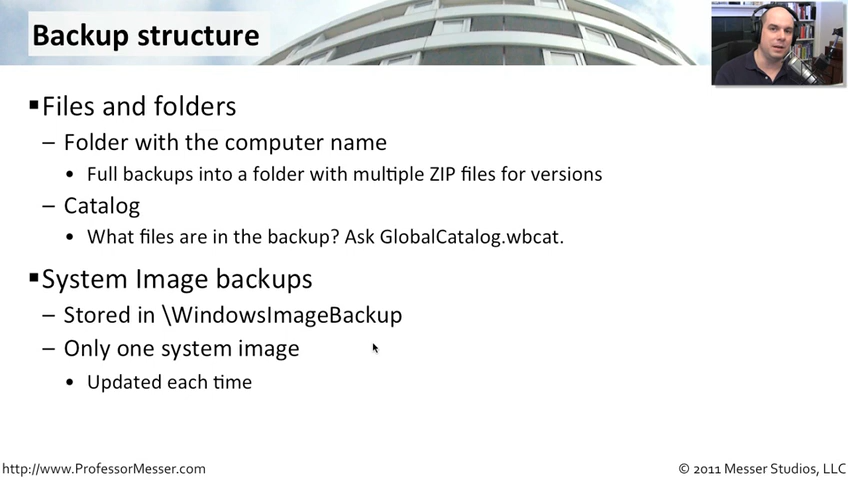 Backup structure
▪Files and folders
– Folder with the computer name
• Full backups into a folder with multiple ZIP files for versions
– Catalog
• What files are in the backup? Ask GlobalCatalog.wbcat.
▪System Image backups
– Stored in \WindowsImageBackup
– Only one system image
• Updated each time
http://www.ProfessorMesser.com
© 2011 Messer Studios, LLC